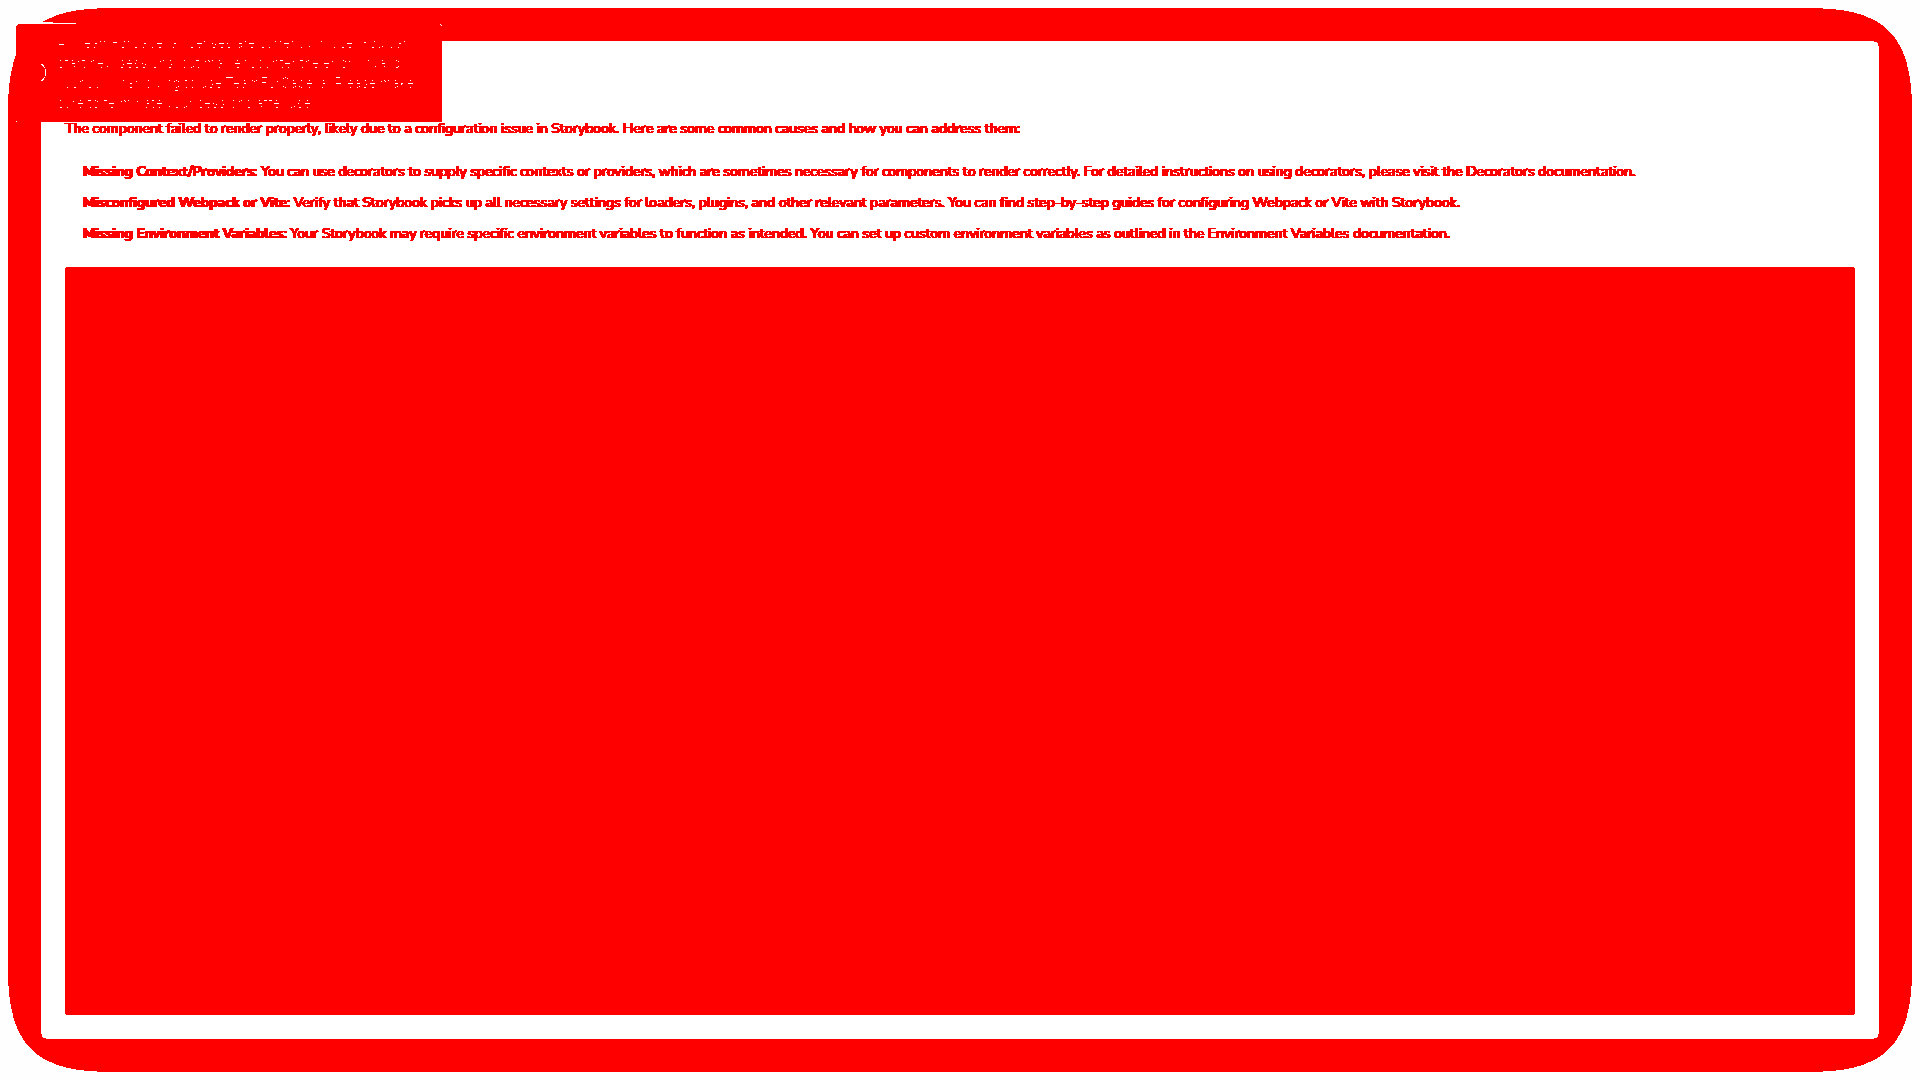 The component failed to render properly, likely due to a configuration issue in Storybook. Here are some common causes and how you can address them:
Missing Context/Providers: You can use decorators to supply specific contexts or providers, which are sometimes necessary for components to render correctly. For detailed instructions on using decorators, please visit the Decorators documentation.
Misconfigured Webpack or Vite: Verify that Storybook picks up all necessary settings for loaders, plugins, and other relevant parameters. You can find step-by-step guides for configuring Webpack or Vite with Storybook.
Missing Environment Variables: Your Storybook may require specific environment variables to function as intended. You can set up custom environment variables as outlined in the Environment Variables documentation.